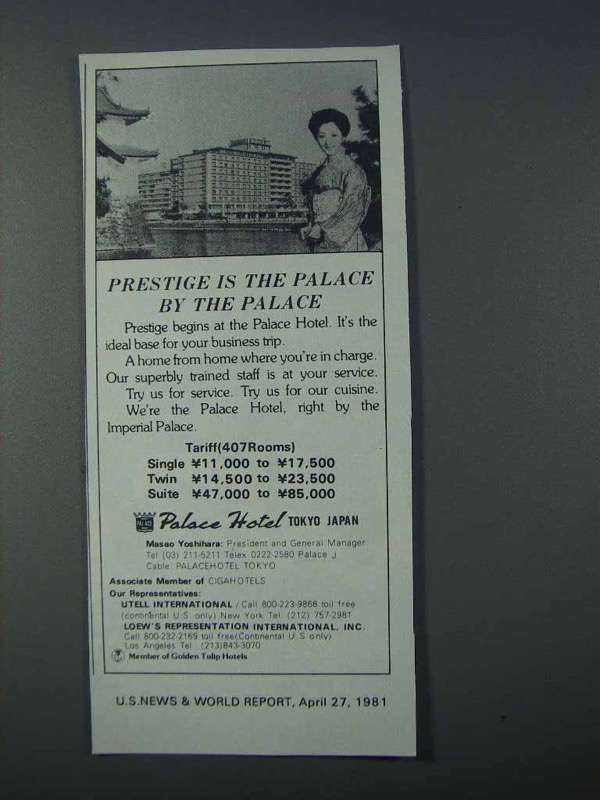 PRESTIGE IS THE PALACE
BY THE PALACE
Prestige begins at the Palace Hotel. It's the
ideal base for your business trip.
A home from home where you're in charge.
Our superbly trained staff is at your service.
Try us for service. Try us for our cuisine.
We're the Palace Hotel, right by the
Imperial Palace.
Tariff(407Rooms)
Single ¥11,000 to ¥17,500
Twin ¥14,500 to ¥23,500
Suite ¥47,000 to ¥85,000
Palace Hotel TOKYO JAPAN
Masao Yoshihara: President and General Manager
Tel (03) 211-5211 Telex 0222-2580 Palace J
Cable: PALACEHOTEL TOKYO
Associate Member of CIGAHOTELS
Our Representatives:
UTELL INTERNATIONAL / Call 800-223-9868 toll free
(continental U.S. only) New York Tel. (212) 757-2981
LOEW'S REPRESENTATION INTERNATIONAL, INC.
Call 800-232-2169 toll free(Continental U.S. only)
Los Angeles Tel. (213)843-3070
Member of Golden Tulip Hotels
U.S.NEWS & WORLD REPORT, April 27, 1981